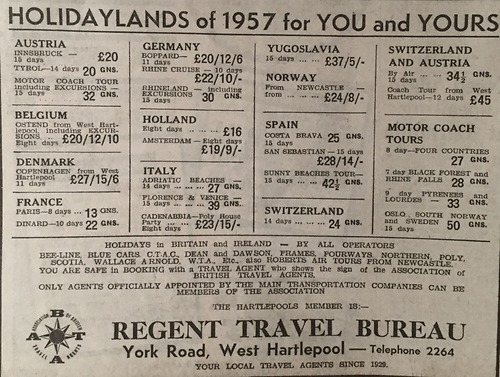 HOLIDAYLANDS of 1957 for YOU and YOURS
AUSTRIA
INNSBRUCK — £20
15 days
TYROL—14 days 20 GNS.
MOTOR COACH TOUR
including EXCURSIONS —
15 days 32 GNS.
BELGIUM
OSTEND from West Hart-
lepool, including EXCUR-
SIONS ..
Eight days £20/12/10
DENMARK
COPENHAGEN from West
Hartlepool
11 days £27/15/6
FRANCE
PARIS—8 days ... 13 GNS.
DINARD—10 days 22 GNS.
GERMANY
BOPPARD— £20/12/6
11 days
RHINE CRUISE — 10 days
£22/10/-
RHINELAND — including
EXCURSIONS 30 GNS.
15 days
HOLLAND
Eight days ... ... £16
AMSTERDAM—Eight days
£19/9/-
ITALY
ADRIATIC BEACHES —
14 days ... ... 27 GNS.
FLORENCE & VENICE —
15 days ... ... 39 GNS.
CADENABBIA—Poly House
Party —
Eight days £23/15/-
YUGOSLAVIA
15 days ... ... £37/5/-
NORWAY
From NEWCASTLE —
from ... ... £24/8/-
SPAIN
COSTA BRAVA 25 GNS.
15 days
SAN SEBASTIAN — 15 days
£28/14/-
SUNNY BEACHES TOUR—
15 days ... 42½ GNS.
SWITZERLAND
14 days ... ... 24 GNS.
SWITZERLAND
AND AUSTRIA
By Air ... ... 34½ GNS.
15 days
Coach Tour from West
Hartlepool—12 days £45
MOTOR COACH
TOURS
8 day—FOUR COUNTRIES
27 GNS.
7 day BLACK FOREST and
RHINE FALLS 28 GNS.
9 day PYRENEES and
LOURDES — 33 GNS.
OSLO, SOUTH NORWAY
and SWEDEN 50 GNS.
15 days
HOLIDAYS in BRITAIN and IRELAND — BY ALL OPERATORS
BEE-LINE, BLUE CARS, C.T.A.C., DEAN and DAWSON, FRAMES, FOURWAYS, NORTHERN, POLY,
SCOTIA, WALLACE ARNOLD, W.T.A., Etc., also ROBERTS AIR TOURS FROM NEWCASTLE.
YOU ARE SAFE in BOOKING with a TRAVEL AGENT who shows the sign of the ASSOCIATION of
BRITISH TRAVEL AGENTS.
ONLY AGENTS OFFICIALLY APPOINTED BY THE MAIN TRANSPORTATION COMPANIES CAN BE
MEMBERS OF THE ASSOCIATION
THE HARTLEPOOLS MEMBER IS:—
ASSOCIATION OF BRITISH TRAVEL AGENTS
A B T A
REGENT TRAVEL BUREAU
York Road, West Hartlepool — Telephone 2264
YOUR LOCAL TRAVEL AGENTS SINCE 1929.